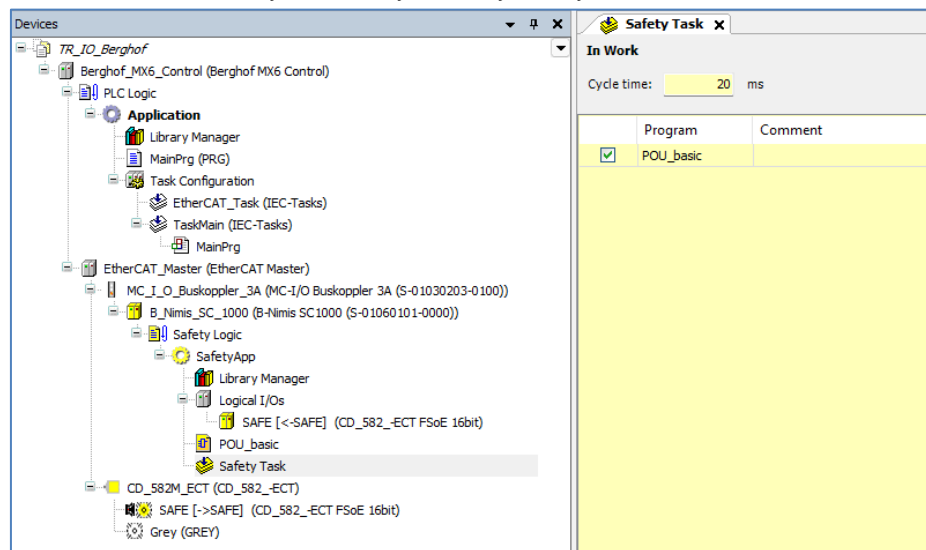 Devices
TR_IO_Berghof
Berghof_MX6_Control (Berghof MX6 Control)
PLC Logic
Application
Library Manager
MainPrg (PRG)
Task Configuration
EtherCAT_Task (IEC-Tasks)
TaskMain (IEC-Tasks)
MainPrg
EtherCAT_Master (EtherCAT Master)
MC_I_O_Buskoppler_3A (MC-I/O Buskoppler 3A (S-01030203-0100))
B_Nimis_SC_1000 (B-Nimis SC1000 (S-01060101-0000))
Safety Logic
SafetyApp
Library Manager
Logical I/Os
SAFE [<-SAFE] (CD_582_-ECT FSoE 16bit)
POU_basic
Safety Task
CD_582M_ECT (CD_582_-ECT)
SAFE [->SAFE] (CD_582_-ECT FSoE 16bit)
Grey (GREY)
Safety Task
In Work
Cycle time: 20 ms
Program Comment
POU_basic